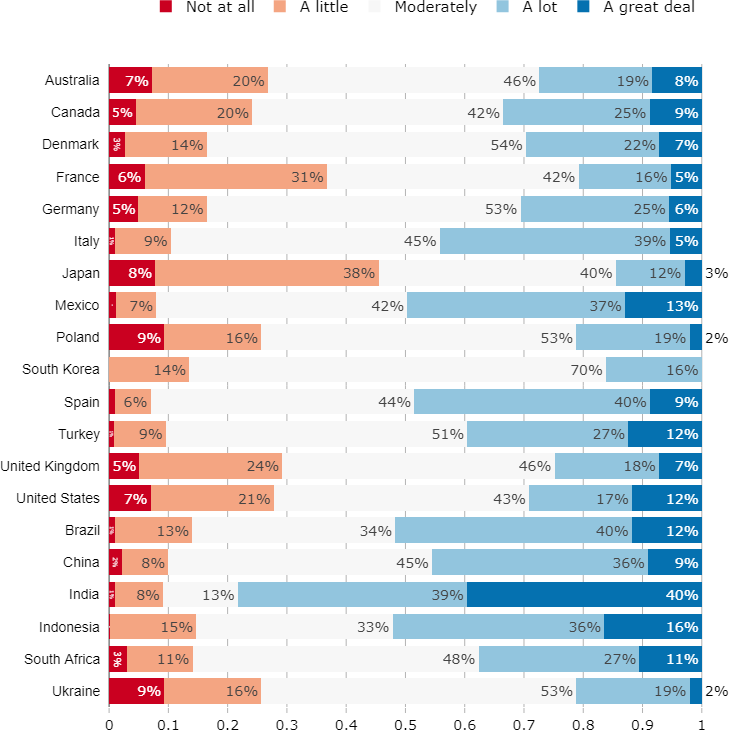 Not at all A little Moderately A lot A great deal
Australia 7% 20% 46% 19% 8%
Canada 5% 20% 42% 25% 9%
Denmark 3% 14% 54% 22% 7%
France 6% 31% 42% 16% 5%
Germany 5% 12% 53% 25% 6%
Italy 9% 45% 39% 5%
Japan 8% 38% 40% 12% 3%
Mexico 7% 42% 37% 13%
Poland 9% 16% 53% 19% 2%
South Korea 14% 70% 16%
Spain 6% 44% 40% 9%
Turkey 9% 51% 27% 12%
United Kingdom 5% 24% 46% 18% 7%
United States 7% 21% 43% 17% 12%
Brazil 13% 34% 40% 12%
China 2% 8% 45% 36% 9%
India 1% 8% 13% 39% 40%
Indonesia 15% 33% 36% 16%
South Africa 3% 11% 48% 27% 11%
Ukraine 9% 16% 53% 19% 2%
0 0.1 0.2 0.3 0.4 0.5 0.6 0.7 0.8 0.9 1